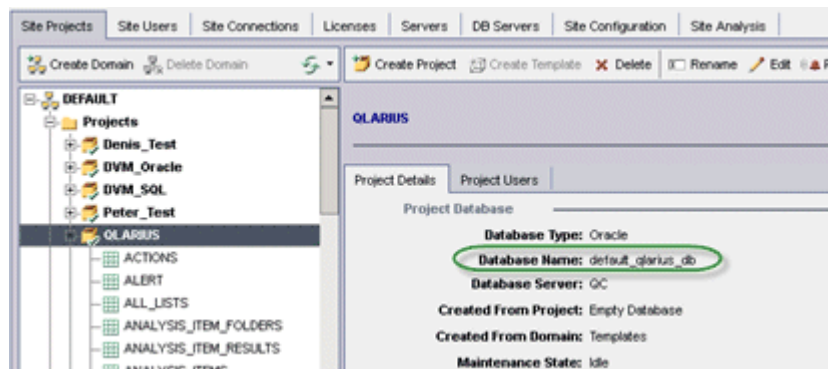 Site Projects Site Users Site Connections Licenses Servers DB Servers Site Configuration Site Analysis
Create Domain Delete Domain
Create Project Create Template Delete Rename Edit
DEFAULT
Projects
Denis_Test
DVM_Oracle
DVM_SQL
Peter_Test
QLARIUS
ACTIONS
ALERT
ALL_LISTS
ANALYSIS_ITEM_FOLDERS
ANALYSIS_ITEM_RESULTS
ANALYSIS_ITEMS
QLARIUS
Project Details Project Users
Project Database
Database Type: Oracle
Database Name: default_qlarius_db
Database Server: QC
Created From Project: Empty Database
Created From Domain: Templates
Maintenance State: Idle